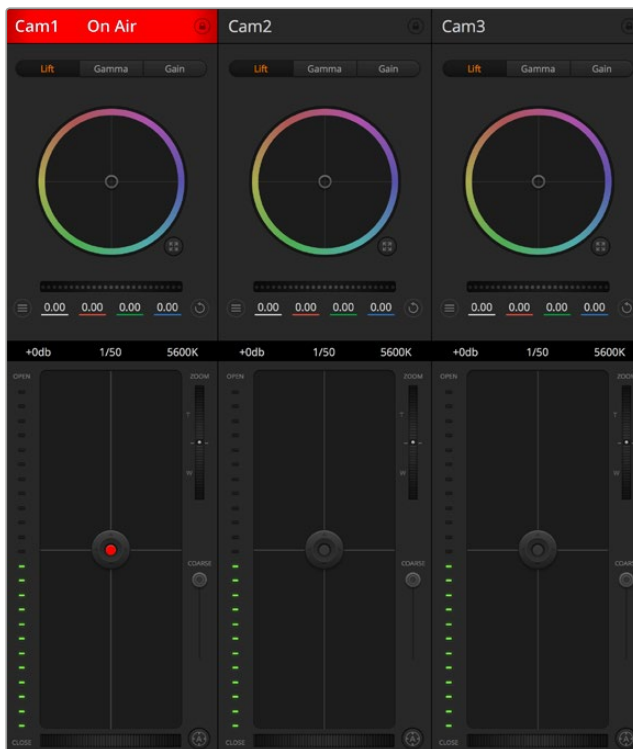 Cam1 On Air Cam2 Cam3
Lift Gamma Gain Lift Gamma Gain Lift Gamma Gain
0.00 0.00 0.00 0.00 0.00 0.00 0.00 0.00 0.00 0.00 0.00 0.00
+0db 1/50 5600K +0db 1/50 5600K +0db 1/50 5600K
OPEN ZOOM OPEN ZOOM OPEN ZOOM
T T T
W W W
COARSE COARSE COARSE
CLOSE A CLOSE A CLOSE A